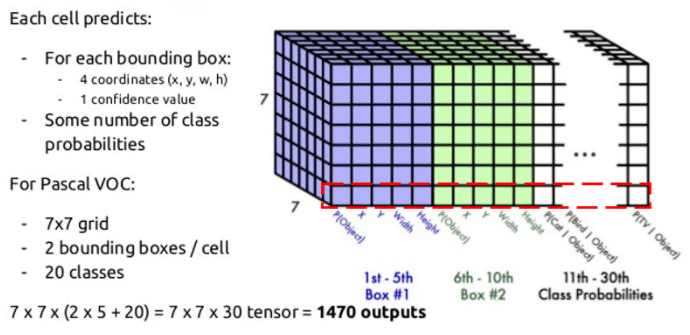 Each cell predicts:
- For each bounding box:
- 4 coordinates (x, y, w, h)
- 1 confidence value
- Some number of class
probabilities
For Pascal VOC:
- 7x7 grid
- 2 bounding boxes / cell
- 20 classes
7 x 7 x (2 x 5 + 20) = 7 x 7 x 30 tensor = 1470 outputs
7
7
...
P(Object)
X
Y
Width
Height
P(Object)
X
Y
Width
Height
P(Cat | Object)
P(Bird | Object)
P(TV | Object)
1st - 5th
Box #1
6th - 10th
Box #2
11th - 30th
Class Probabilities